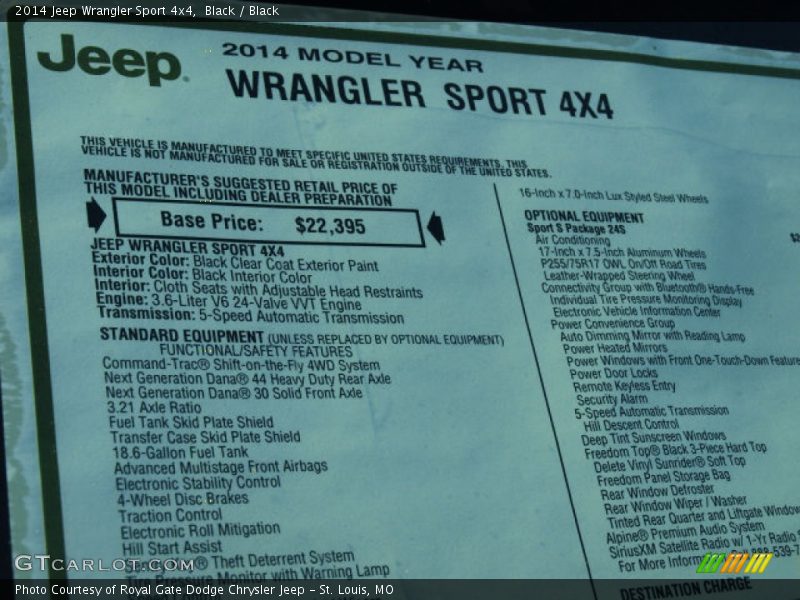 2014 Jeep Wrangler Sport 4x4, Black / Black
Jeep
2014 MODEL YEAR
WRANGLER SPORT 4X4
THIS VEHICLE IS MANUFACTURED TO MEET SPECIFIC UNITED STATES REQUIREMENTS. THIS
VEHICLE IS NOT MANUFACTURED FOR SALE OR REGISTRATION OUTSIDE OF THE UNITED STATES.
MANUFACTURER'S SUGGESTED RETAIL PRICE OF
THIS MODEL INCLUDING DEALER PREPARATION
Base Price: $22,395
JEEP WRANGLER SPORT 4X4
Exterior Color: Black Clear Coat Exterior Paint
Interior Color: Black Interior Color
Interior: Cloth Seats with Adjustable Head Restraints
Engine: 3.6-Liter V6 24-Valve VVT Engine
Transmission: 5-Speed Automatic Transmission
STANDARD EQUIPMENT (UNLESS REPLACED BY OPTIONAL EQUIPMENT)
FUNCTIONAL/SAFETY FEATURES
Command-Trac® Shift-on-the-Fly 4WD System
Next Generation Dana® 44 Heavy Duty Rear Axle
Next Generation Dana® 30 Solid Front Axle
3.21 Axle Ratio
Fuel Tank Skid Plate Shield
Transfer Case Skid Plate Shield
18.6-Gallon Fuel Tank
Advanced Multistage Front Airbags
Electronic Stability Control
4-Wheel Disc Brakes
Traction Control
Electronic Roll Mitigation
Hill Start Assist
Theft Deterrent System
Tire Pressure Monitor with Warning Lamp
16-Inch x 7.0-Inch Lux Styled Steel Wheels
OPTIONAL EQUIPMENT
Sport S Package 24S
Air Conditioning
17-Inch x 7.5-Inch Aluminum Wheels
P255/75R17 OWL On/Off Road Tires
Leather-Wrapped Steering Wheel
Connectivity Group with Bluetooth® Hands-Free
Individual Tire Pressure Monitoring Display
Electronic Vehicle Information Center
Power Convenience Group
Auto Dimming Mirror with Reading Lamp
Power Heated Mirrors
Power Windows with Front One-Touch-Down Feature
Power Door Locks
Remote Keyless Entry
Security Alarm
5-Speed Automatic Transmission
Hill Descent Control
Deep Tint Sunscreen Windows
Freedom Top® Black 3-Piece Hard Top
Delete Vinyl Sunrider® Soft Top
Freedom Panel Storage Bag
Rear Window Defroster
Rear Window Wiper / Washer
Tinted Rear Quarter and Liftgate Window
Alpine® Premium Audio System
SiriusXM Satellite Radio w/ 1-Yr Radio
For More
DESTINATION CHARGE
GTcarlot.com
Photo Courtesy of Royal Gate Dodge Chrysler Jeep – St. Louis, MO